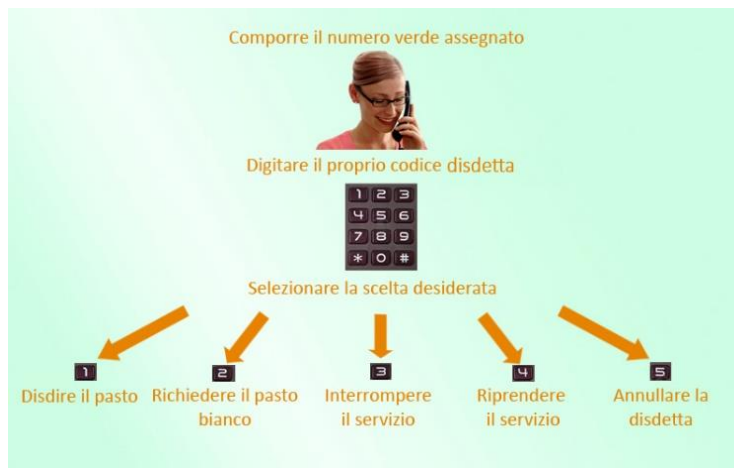 Comporre il numero verde assegnato
Digitare il proprio codice disdetta
1 2 3
4 5 6
7 8 9
* 0 #
Selezionare la scelta desiderata
1 2 3 4 5
Disdire il pasto
Richiedere il pasto
bianco
Interrompere
il servizio
Riprendere
il servizio
Annullare la
disdetta